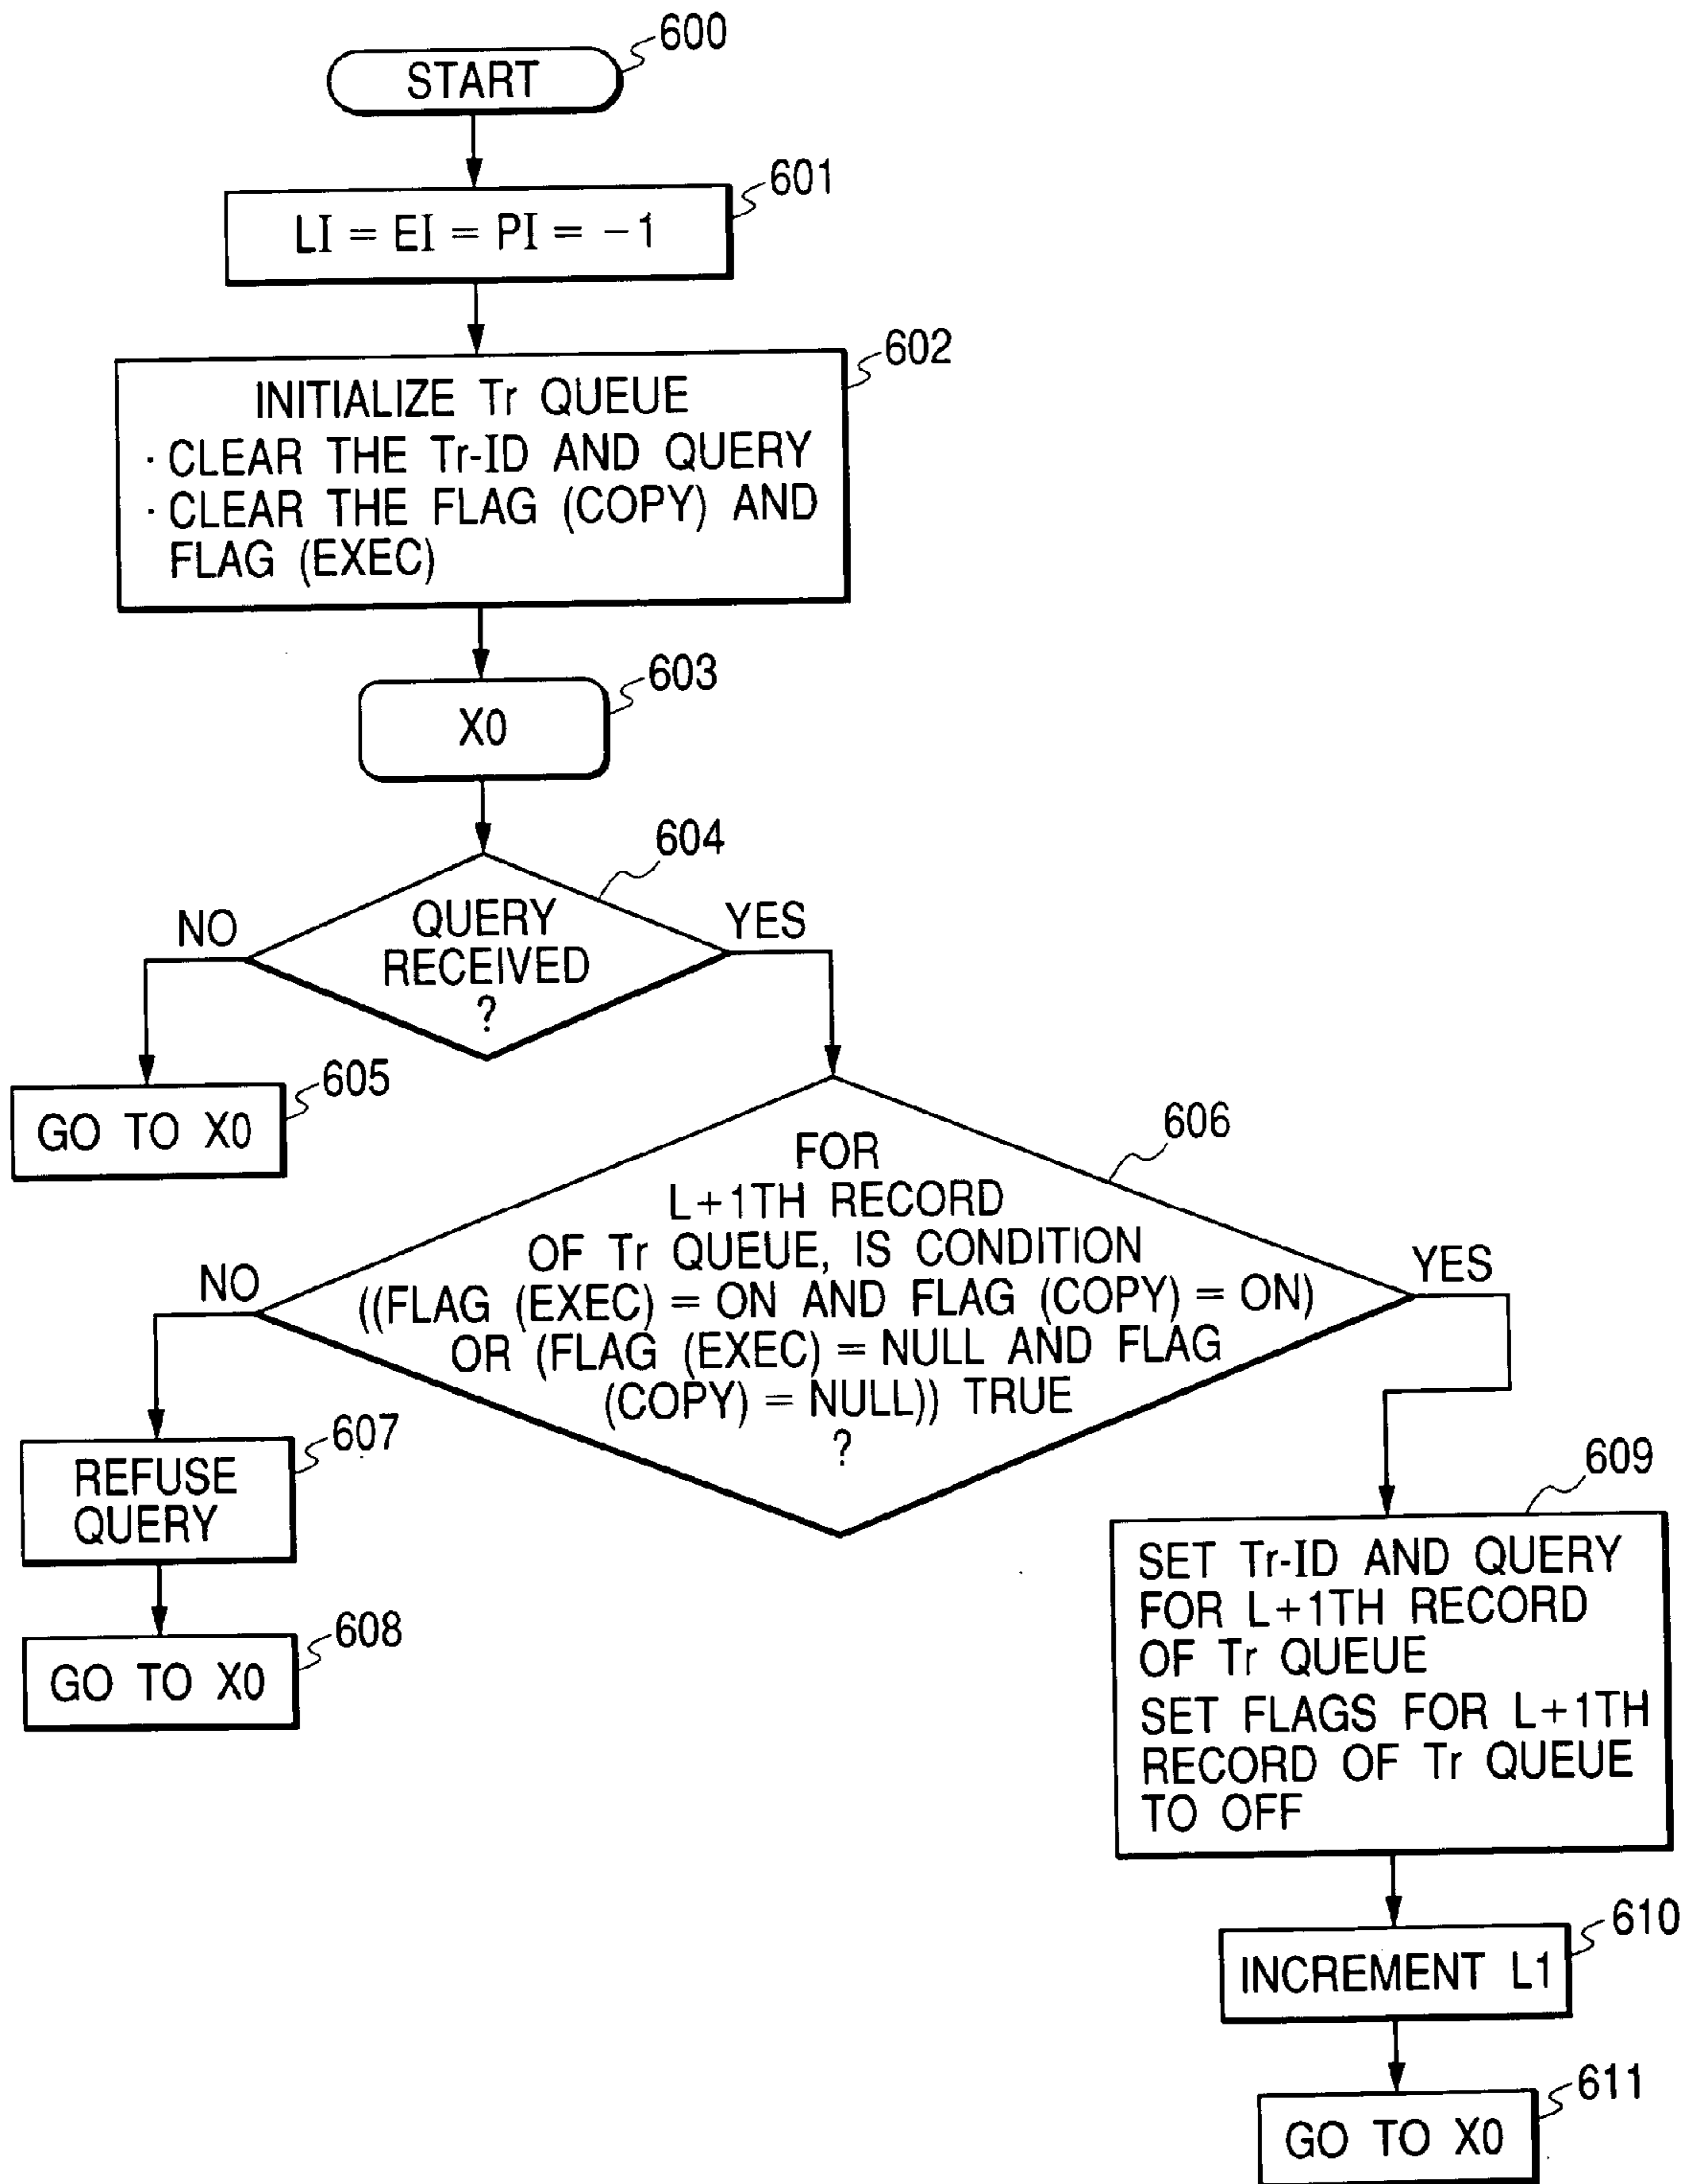 600
START
601
LI = EI = PI = −1
602
INITIALIZE Tr QUEUE
· CLEAR THE Tr-ID AND QUERY
· CLEAR THE FLAG (COPY) AND
FLAG (EXEC)
603
X0
604
QUERY
RECEIVED
?
NO
YES
605
GO TO X0
606
FOR
L+1TH RECORD
OF Tr QUEUE, IS CONDITION
((FLAG (EXEC) = ON AND FLAG (COPY) = ON)
OR (FLAG (EXEC) = NULL AND FLAG
(COPY) = NULL)) TRUE
?
NO
YES
607
REFUSE
QUERY
608
GO TO X0
609
SET Tr-ID AND QUERY
FOR L+1TH RECORD
OF Tr QUEUE
SET FLAGS FOR L+1TH
RECORD OF Tr QUEUE
TO OFF
610
INCREMENT L1
611
GO TO X0